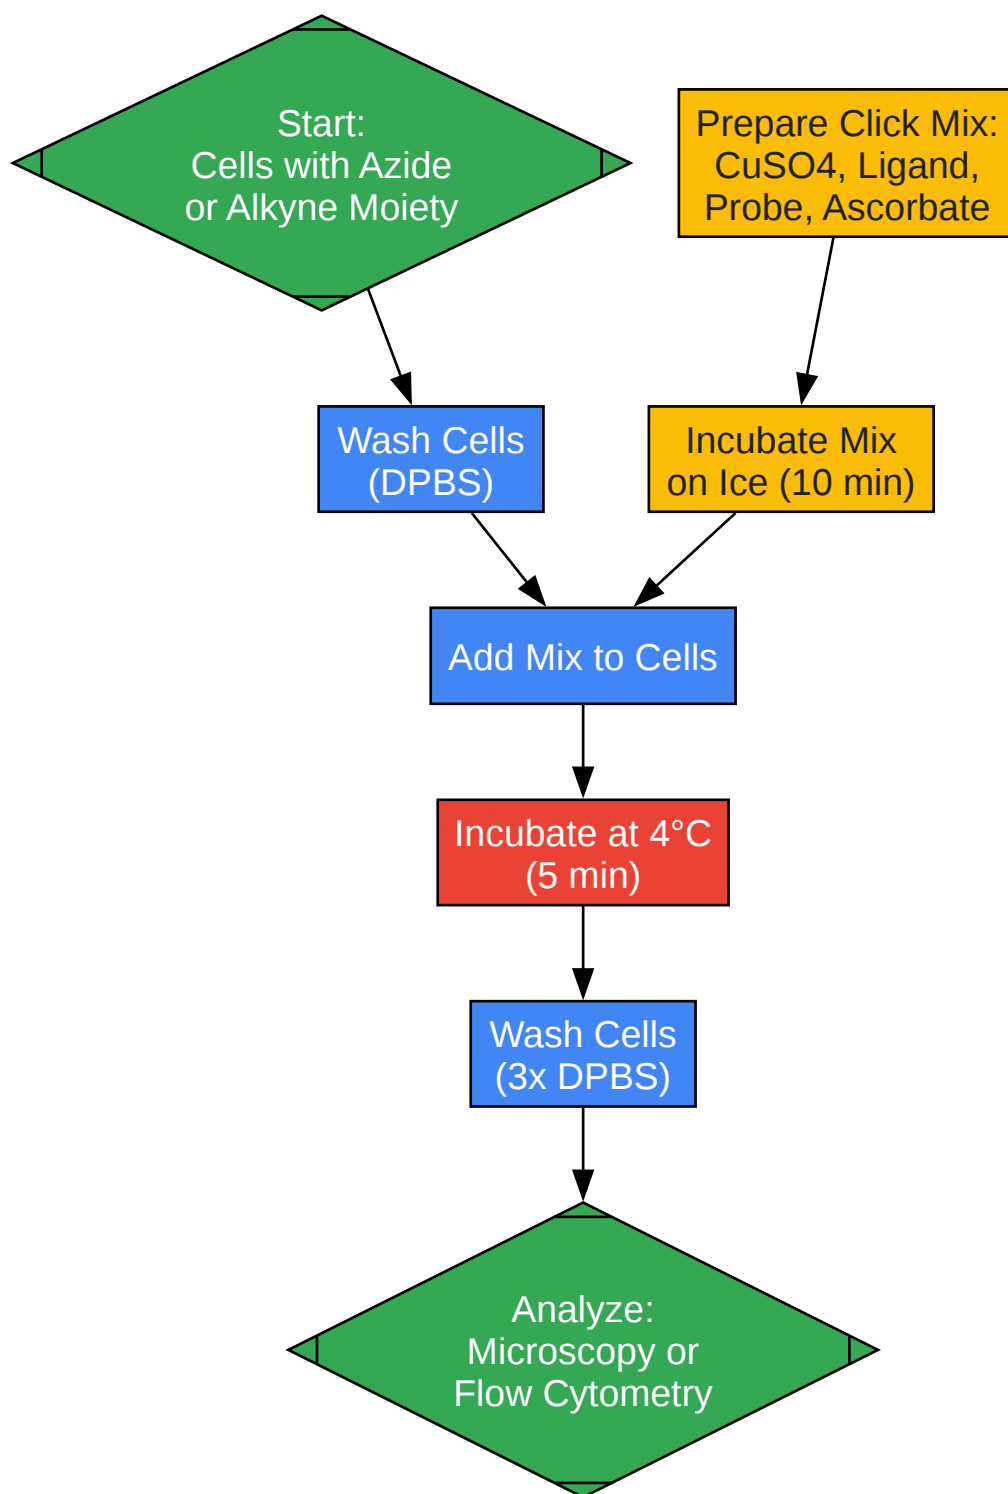 Start:
Cells with Azide
or Alkyne Moiety
Prepare Click Mix:
CuSO4, Ligand,
Probe, Ascorbate
Wash Cells
(DPBS)
Incubate Mix
on Ice (10 min)
Add Mix to Cells
Incubate at 4°C
(5 min)
Wash Cells
(3x DPBS)
Analyze:
Microscopy or
Flow Cytometry